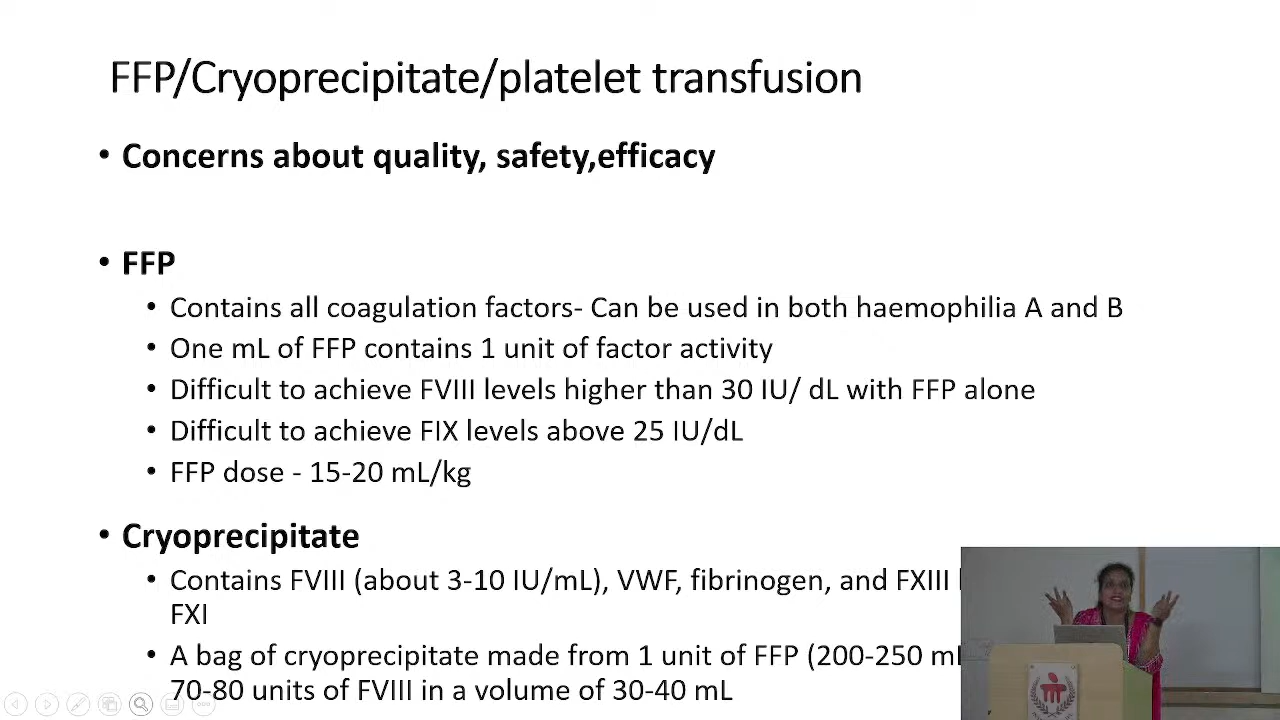 FFP/Cryoprecipitate/platelet transfusion
• Concerns about quality, safety,efficacy
• FFP
• Contains all coagulation factors- Can be used in both haemophilia A and B
• One mL of FFP contains 1 unit of factor activity
• Difficult to achieve FVIII levels higher than 30 IU/ dL with FFP alone
• Difficult to achieve FIX levels above 25 IU/dL
• FFP dose - 15-20 mL/kg
• Cryoprecipitate
• Contains FVIII (about 3-10 IU/mL), VWF, fibrinogen, and FXIII
FXI
• A bag of cryoprecipitate made from 1 unit of FFP (200-250
70-80 units of FVIII in a volume of 30-40 mL